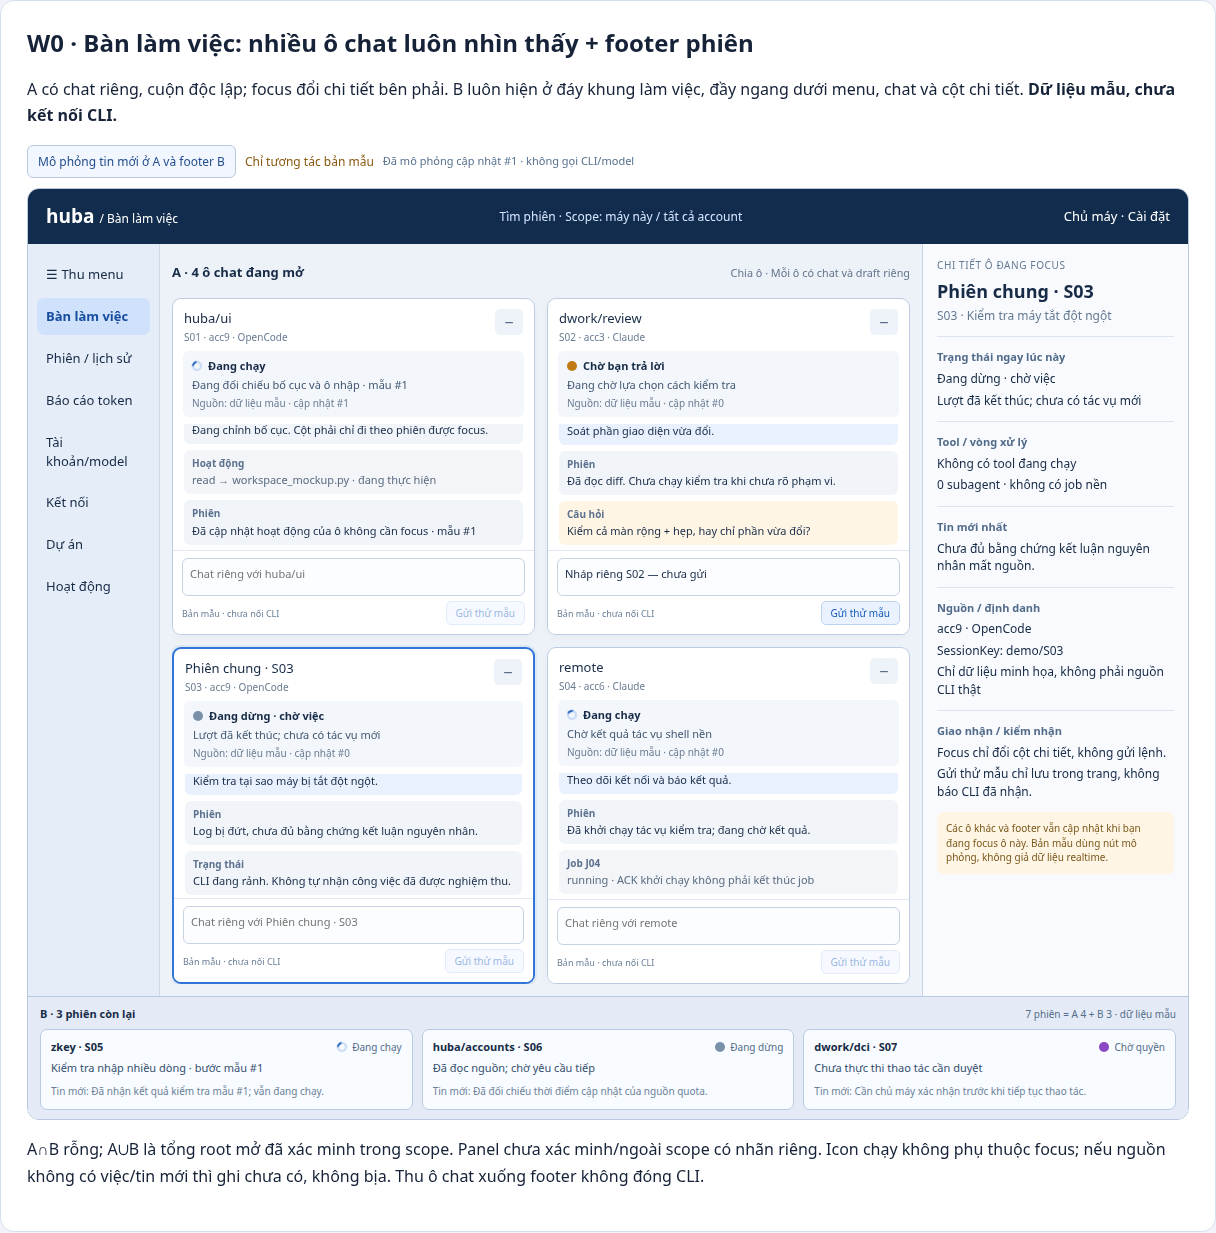 W0 · Bàn làm việc: nhiều ô chat luôn nhìn thấy + footer phiên
A có chat riêng, cuộn độc lập; focus đổi chi tiết bên phải. B luôn hiện ở đáy khung làm việc, đầy ngang dưới menu, chat và cột chi tiết. Dữ liệu mẫu, chưa
kết nối CLI.
Mô phỏng tin mới ở A và footer B
Chỉ tương tác bản mẫu
Đã mô phỏng cập nhật #1 · không gọi CLI/model
huba / Bàn làm việc
Tìm phiên · Scope: máy này / tất cả account
Chủ máy · Cài đặt
☰ Thu menu
Bàn làm việc
Phiên / lịch sử
Báo cáo token
Tài
khoản/model
Kết nối
Dự án
Hoạt động
A · 4 ô chat đang mở
Chia ô · Mỗi ô có chat và draft riêng
huba/ui
–
S01 · acc9 · OpenCode
Đang chạy
Đang đối chiếu bố cục và ô nhập · mẫu #1
Nguồn: dữ liệu mẫu · cập nhật #1
Đang chỉnh bố cục. Cột phải chỉ đi theo phiên được focus.
Hoạt động
read → workspace_mockup.py · đang thực hiện
Phiên
Đã cập nhật hoạt động của ô không cần focus · mẫu #1
Chat riêng với huba/ui
Bản mẫu · chưa nối CLI
Gửi thử mẫu
dwork/review
–
S02 · acc3 · Claude
Chờ bạn trả lời
Đang chờ lựa chọn cách kiểm tra
Nguồn: dữ liệu mẫu · cập nhật #0
Soát phần giao diện vừa đổi.
Phiên
Đã đọc diff. Chưa chạy kiểm tra khi chưa rõ phạm vi.
Câu hỏi
Kiểm cả màn rộng + hẹp, hay chỉ phần vừa đổi?
Nháp riêng S02 — chưa gửi
Bản mẫu · chưa nối CLI
Gửi thử mẫu
Phiên chung · S03
–
S03 · acc9 · OpenCode
Đang dừng · chờ việc
Lượt đã kết thúc; chưa có tác vụ mới
Nguồn: dữ liệu mẫu · cập nhật #0
Kiểm tra tại sao máy bị tắt đột ngột.
Phiên
Log bị đứt, chưa đủ bằng chứng kết luận nguyên nhân.
Trạng thái
CLI đang rảnh. Không tự nhận công việc đã được nghiệm thu.
Chat riêng với Phiên chung · S03
Bản mẫu · chưa nối CLI
Gửi thử mẫu
remote
–
S04 · acc6 · Claude
Đang chạy
Chờ kết quả tác vụ shell nền
Nguồn: dữ liệu mẫu · cập nhật #0
Theo dõi kết nối và báo kết quả.
Phiên
Đã khởi chạy tác vụ kiểm tra; đang chờ kết quả.
Job J04
running · ACK khởi chạy không phải kết thúc job
Chat riêng với remote
Bản mẫu · chưa nối CLI
Gửi thử mẫu
CHI TIẾT Ô ĐANG FOCUS
Phiên chung · S03
S03 · Kiểm tra máy tắt đột ngột
Trạng thái ngay lúc này
Đang dừng · chờ việc
Lượt đã kết thúc; chưa có tác vụ mới
Tool / vòng xử lý
Không có tool đang chạy
0 subagent · không có job nền
Tin mới nhất
Chưa đủ bằng chứng kết luận nguyên
nhân mất nguồn.
Nguồn / định danh
acc9 · OpenCode
SessionKey: demo/S03
Chỉ dữ liệu minh họa, không phải nguồn
CLI thật
Giao nhận / kiểm nhận
Focus chỉ đổi cột chi tiết, không gửi lệnh.
Gửi thử mẫu chỉ lưu trong trang, không
báo CLI đã nhận.
Các ô khác và footer vẫn cập nhật khi bạn
đang focus ô này. Bản mẫu dùng nút mô
phỏng, không giả dữ liệu realtime.
B · 3 phiên còn lại
7 phiên = A 4 + B 3 · dữ liệu mẫu
zkey · S05
Đang chạy
Kiểm tra nhập nhiều dòng · bước mẫu #1
Tin mới: Đã nhận kết quả kiểm tra mẫu #1; vẫn đang chạy.
huba/accounts · S06
Đang dừng
Đã đọc nguồn; chờ yêu cầu tiếp
Tin mới: Đã đối chiếu thời điểm cập nhật của nguồn quota.
dwork/dci · S07
Chờ quyền
Chưa thực thi thao tác cần duyệt
Tin mới: Cần chủ máy xác nhận trước khi tiếp tục thao tác.
A∩B rỗng; A∪B là tổng root mở đã xác minh trong scope. Panel chưa xác minh/ngoài scope có nhãn riêng. Icon chạy không phụ thuộc focus; nếu nguồn
không có việc/tin mới thì ghi chưa có, không bịa. Thu ô chat xuống footer không đóng CLI.